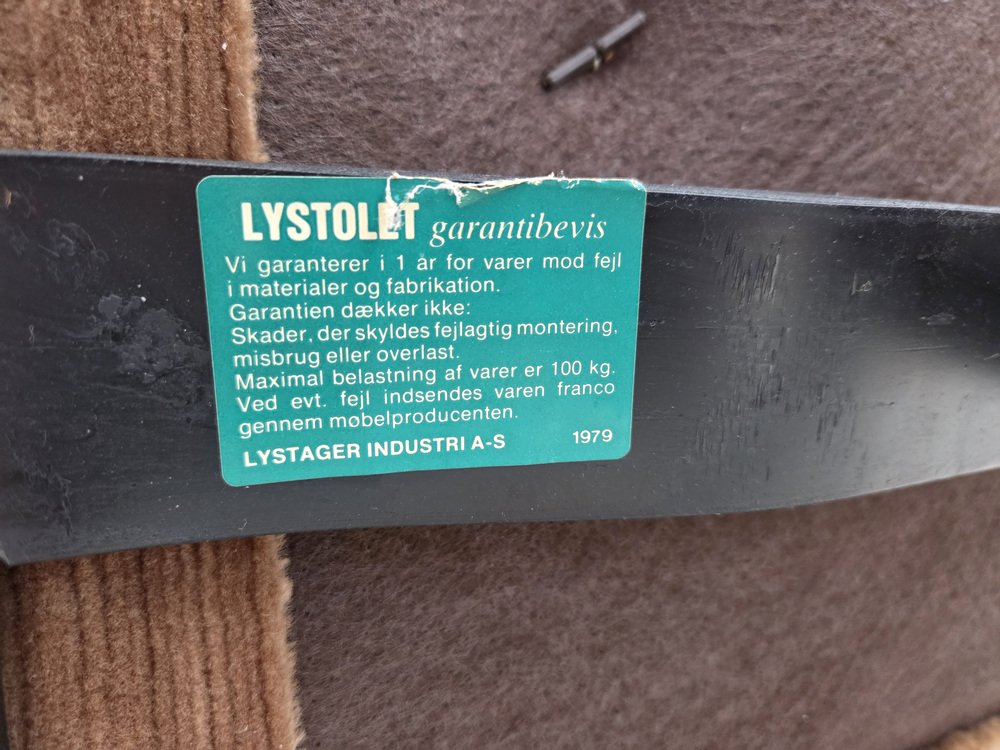 LYSTOLET garantibevis
Vi garanterer i 1 år for varer mod fejl
i materialer og fabrikation.
Garantien dækker ikke:
Skader, der skyldes fejlagtig montering,
misbrug eller overlast.
Maximal belastning af varer er 100 kg.
Ved evt. fejl indsendes varen franco
gennem møbelproducenten.
LYSTAGER INDUSTRI A-S 1979